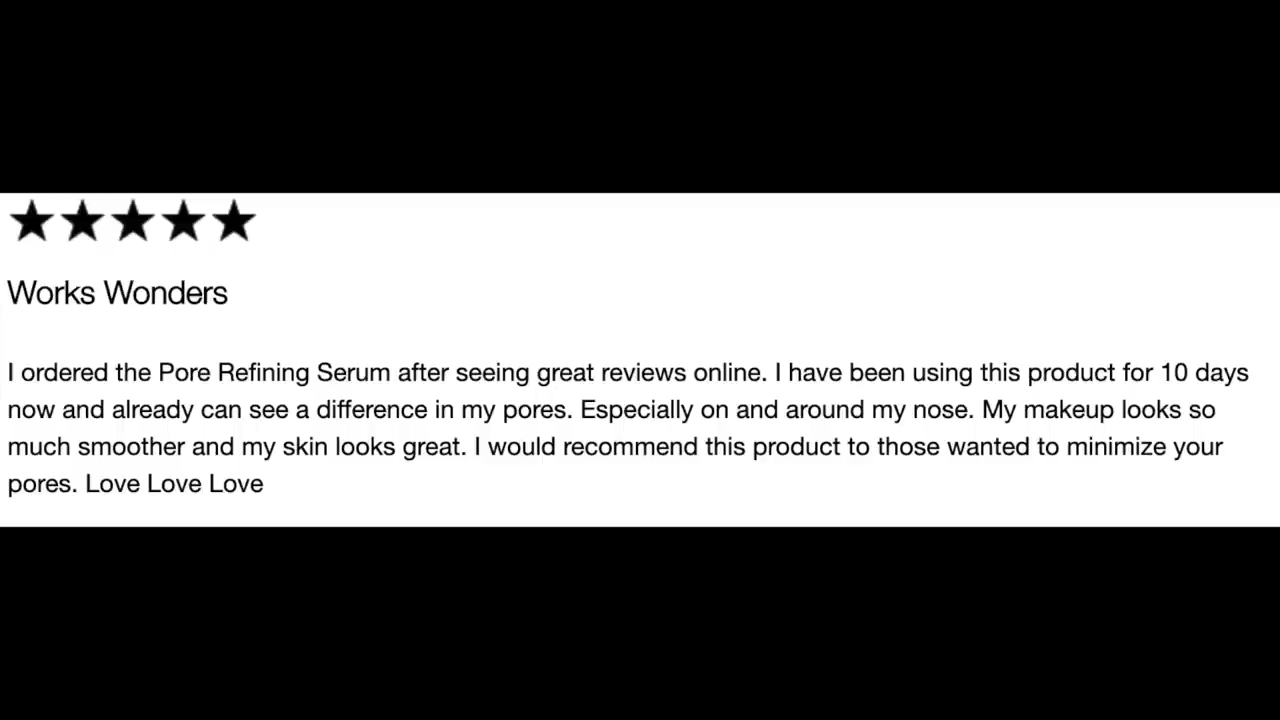 ★★★★★
Works Wonders
I ordered the Pore Refining Serum after seeing great reviews online. I have been using this product for 10 days
now and already can see a difference in my pores. Especially on and around my nose. My makeup looks so
much smoother and my skin looks great. I would recommend this product to those wanted to minimize your
pores. Love Love Love